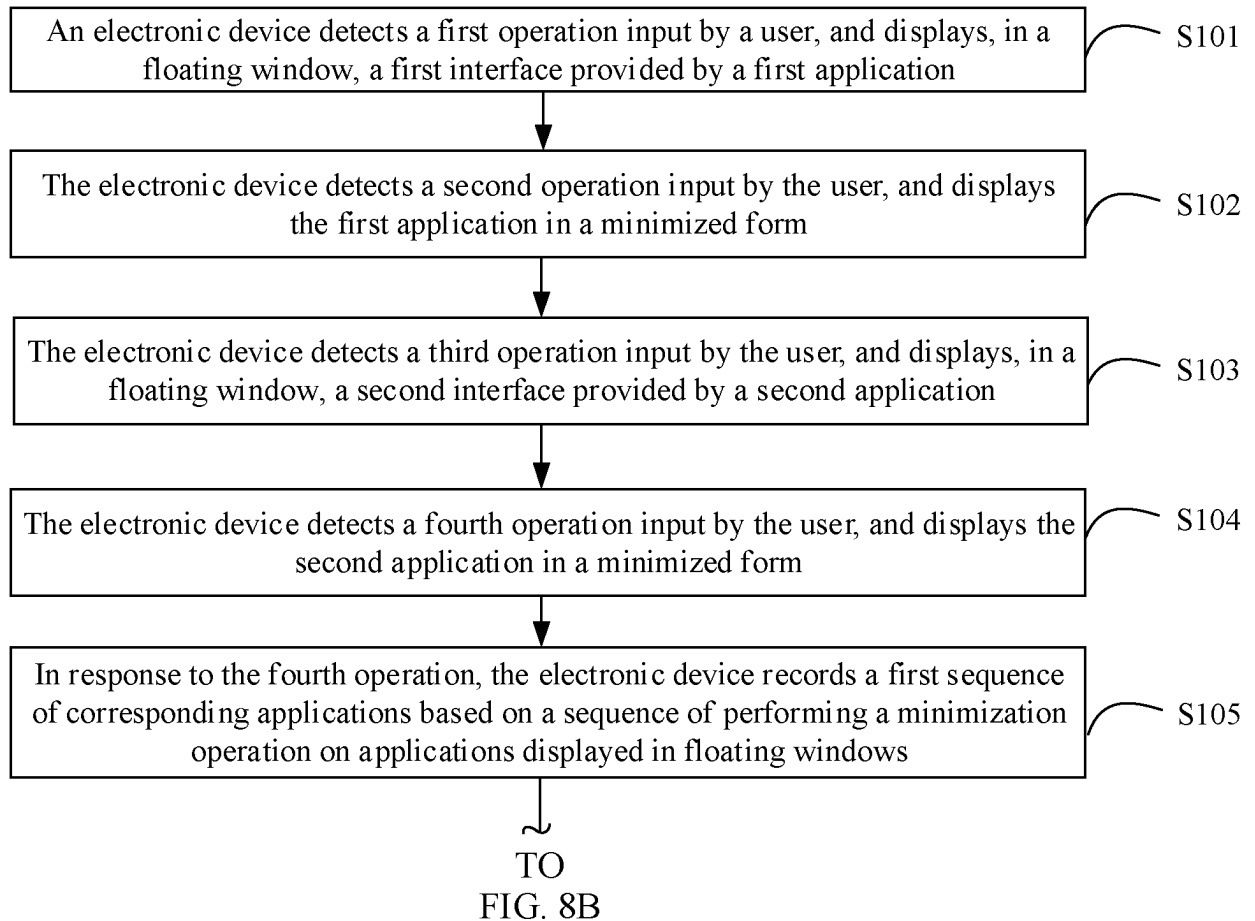 An electronic device detects a first operation input by a user, and displays, in a
floating window, a first interface provided by a first application
S101
The electronic device detects a second operation input by the user, and displays
the first application in a minimized form
S102
The electronic device detects a third operation input by the user, and displays, in a
floating window, a second interface provided by a second application
S103
The electronic device detects a fourth operation input by the user, and displays the
second application in a minimized form
S104
In response to the fourth operation, the electronic device records a first sequence
of corresponding applications based on a sequence of performing a minimization
operation on applications displayed in floating windows
S105
TO
FIG. 8B